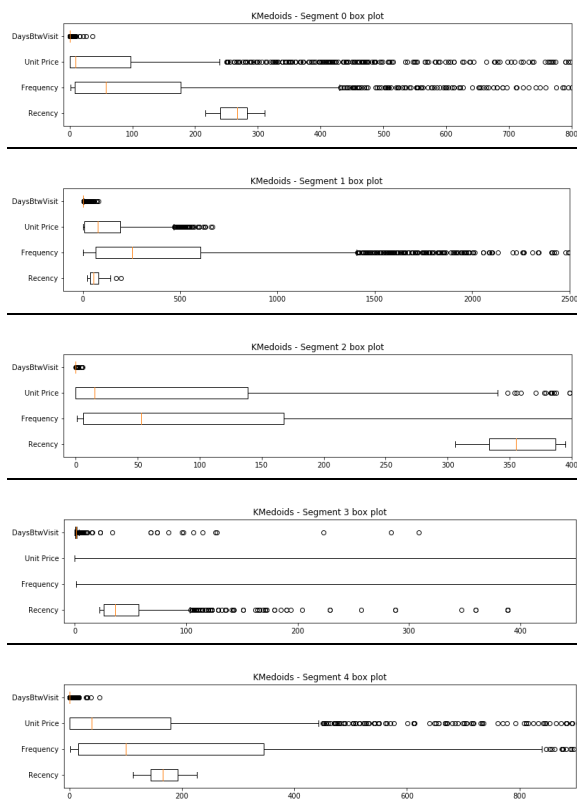 KMedoids - Segment 0 box plot
DaysBtwVisit
Unit Price
Frequency
Recency
0 100 200 300 400 500 600 700 800
KMedoids - Segment 1 box plot
DaysBtwVisit
Unit Price
Frequency
Recency
0 500 1000 1500 2000 2500
KMedoids - Segment 2 box plot
DaysBtwVisit
Unit Price
Frequency
Recency
0 50 100 150 200 250 300 350 400
KMedoids - Segment 3 box plot
DaysBtwVisit
Unit Price
Frequency
Recency
0 100 200 300 400
KMedoids - Segment 4 box plot
DaysBtwVisit
Unit Price
Frequency
Recency
0 200 400 600 800